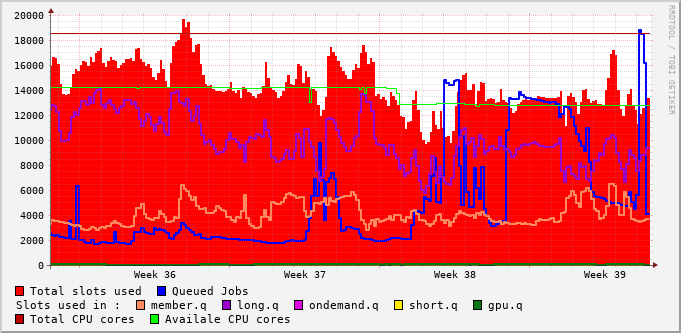 RRDTOOL / TOBI OETIKER
20000
18000
16000
14000
12000
10000
8000
6000
4000
2000
0
Week 36 Week 37 Week 38 Week 39
Total slots used Queued Jobs
Slots used in : member.q long.q ondemand.q short.q gpu.q
Total CPU cores Availale CPU cores